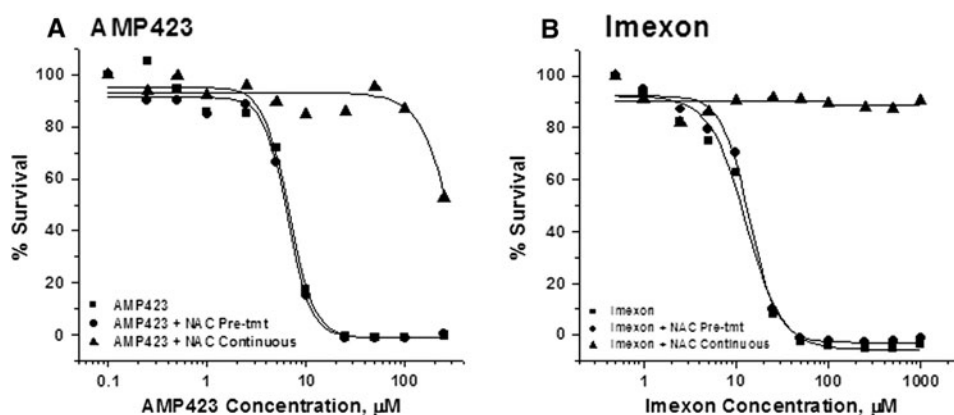 A AMP423
100
80
60
40
20
0
% Survival
AMP423
AMP423 + NAC Pre-tmt
AMP423 + NAC Continuous
0.1 1 10 100
AMP423 Concentration, µM
B Imexon
100
80
60
40
20
0
% Survival
Imexon
Imexon + NAC Pre-tmt
Imexon + NAC Continuous
1 10 100 1000
Imexon Concentration, µM